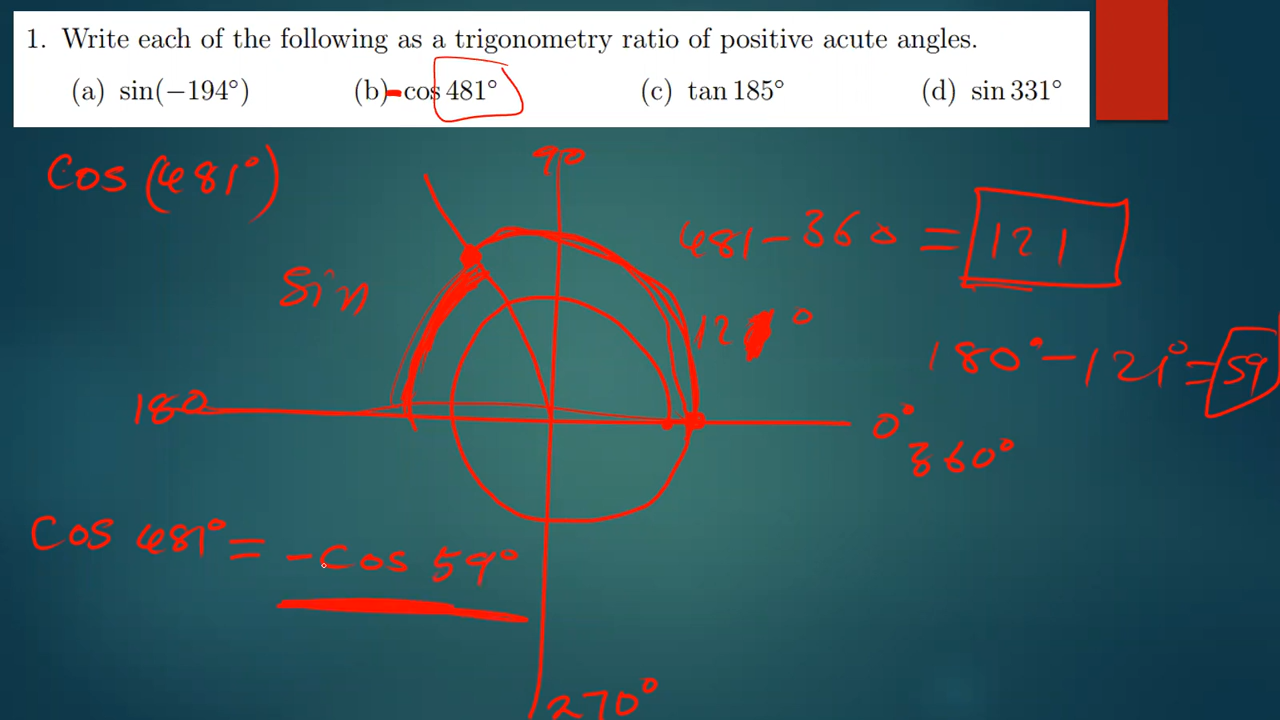 1. Write each of the following as a trigonometry ratio of positive acute angles.
(a) sin(−194°) (b) - cos 481° (c) tan 185° (d) sin 331°
Cos (481°)
90
481 - 360 = 121
Sin
12 °
180° - 121° = 59
180
0°
360°
Cos 481° = - Cos 59°
270°